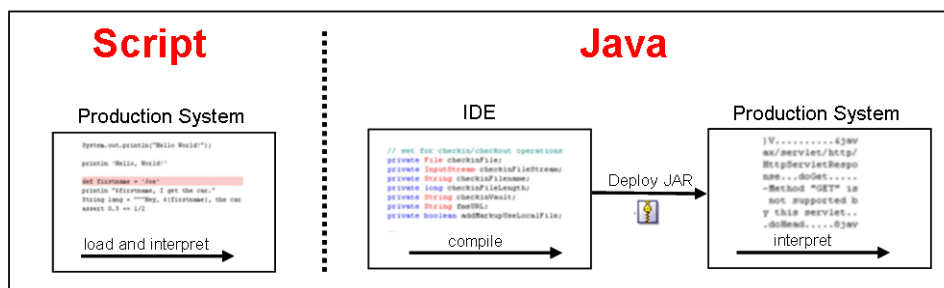 Script
Java
Production System
System.out.println("Hello World!");
println 'Hello, World!'
def firstname = 'Joe'
println "$firstname, I get the car."
String lang = """Hey, ${firstname}, the car
assert 0.5 == 1/2
load and interpret
IDE
// set for checkin/checkout operations
private File checkinFile;
private InputStream checkinFileStream;
private String checkinFilename;
private long checkinFileLength;
private String checkinVault;
private String fmsURL;
private boolean addMarkupUseLocalFile;
...
compile
Deploy JAR
Production System
)V..........&jav
ax/servlet/http/
HttpServletRespo
nse...doGet.....
-Method "GET" is
not supported b
y this servlet..
.doHead.....8jav
interpret